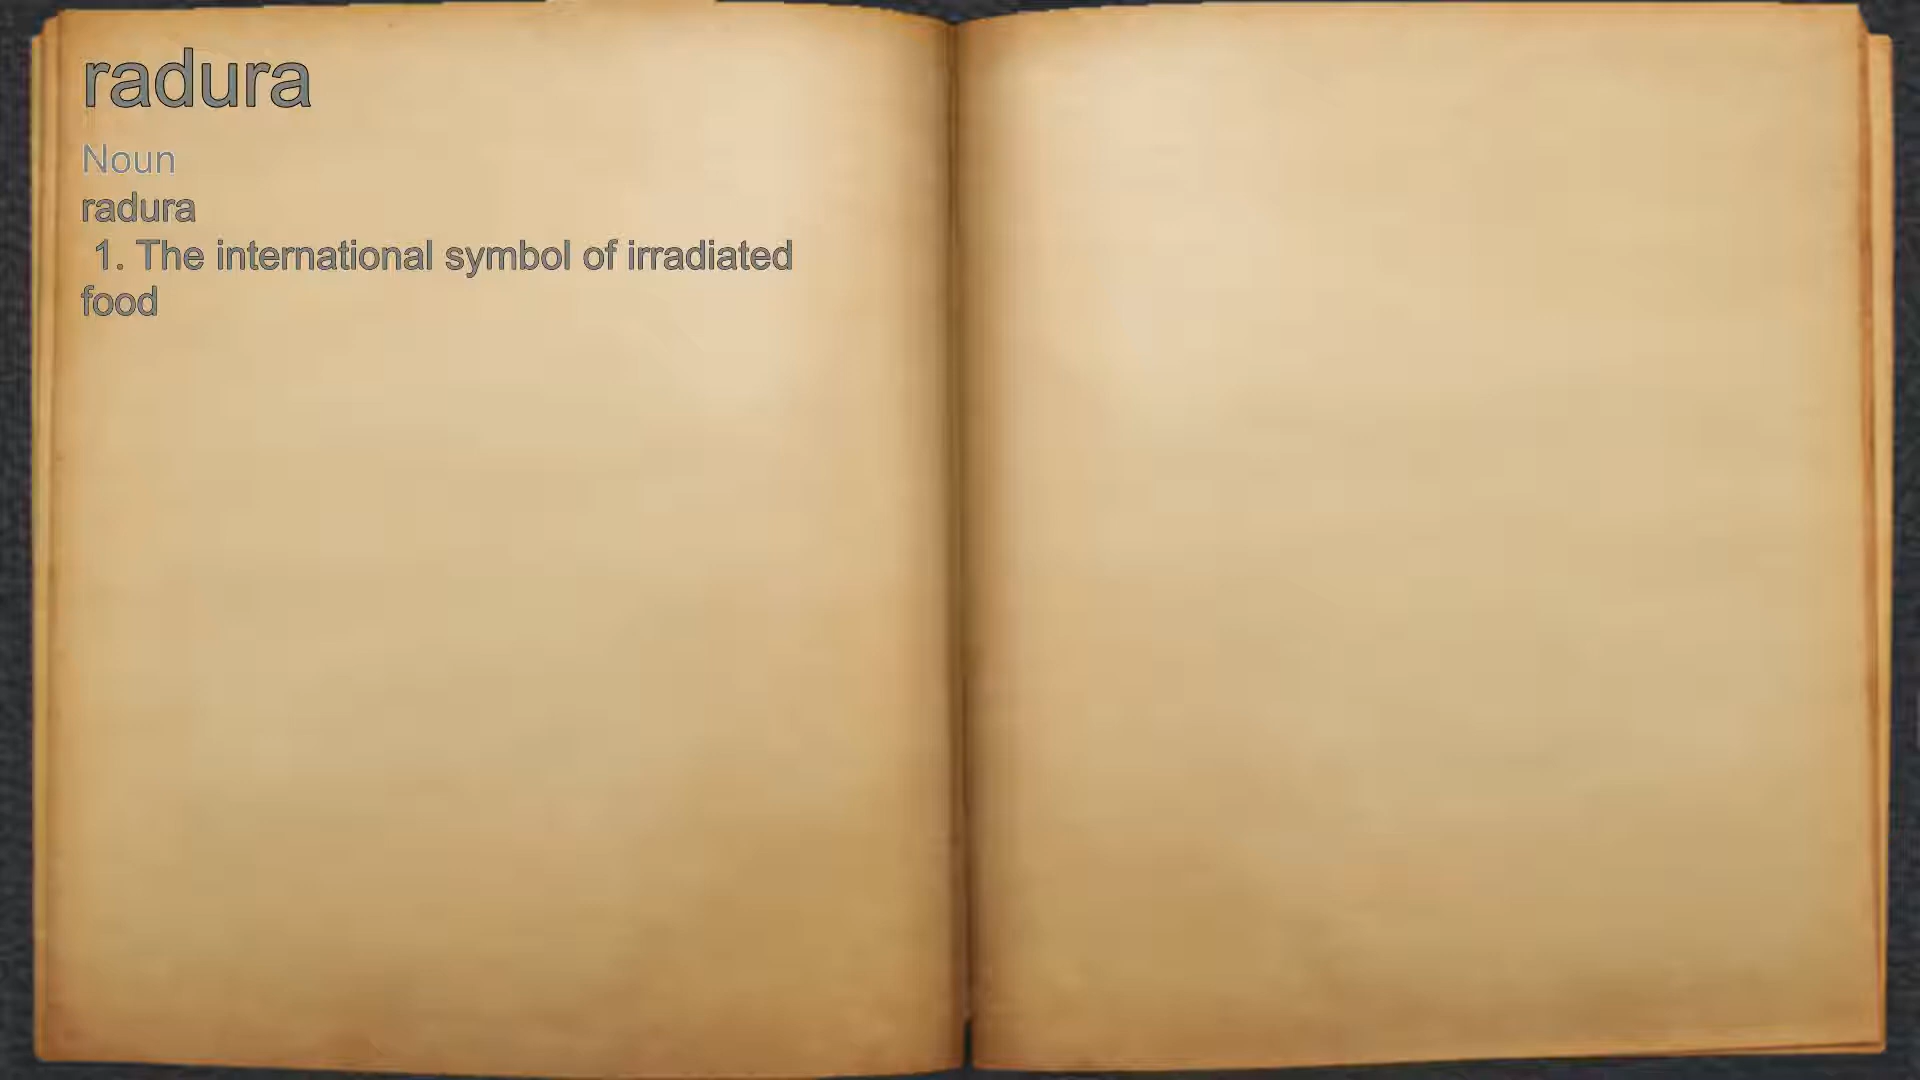 radura
Noun
radura
1. The international symbol of irradiated
food